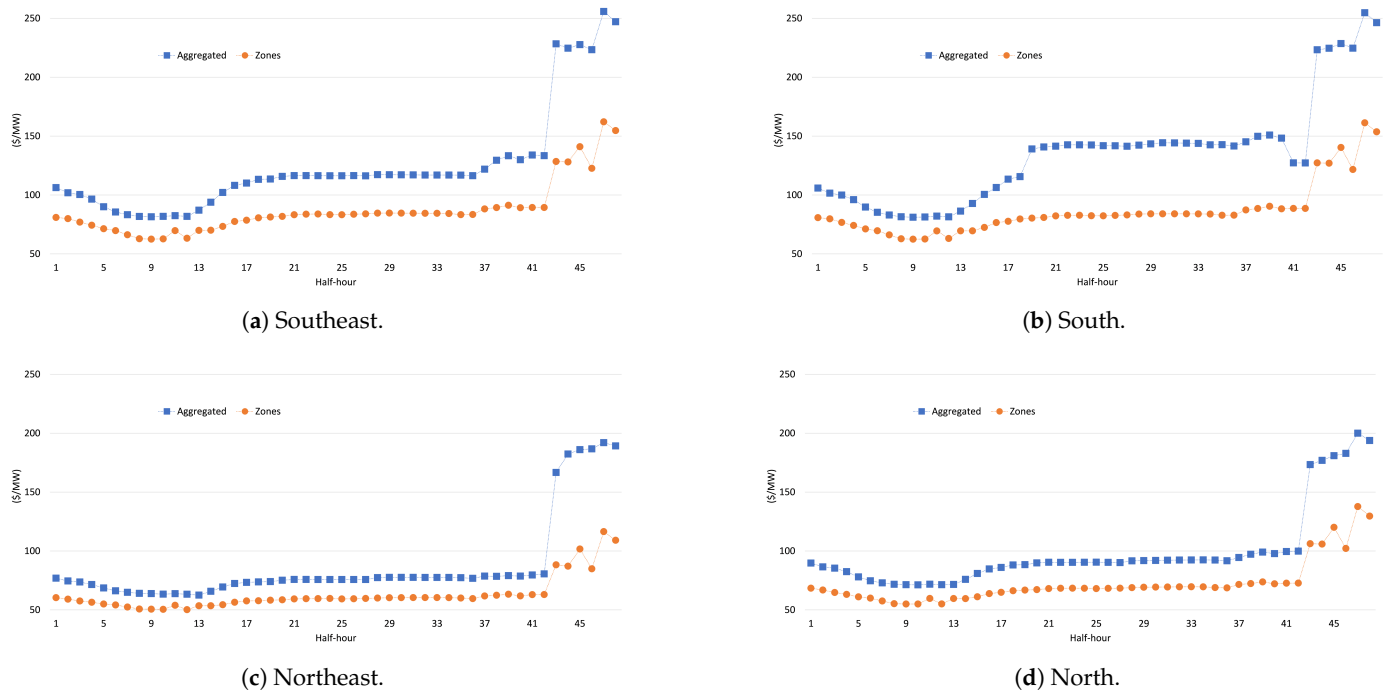 250
200
150
100
50
($/MW)
Aggregated Zones
1 5 9 13 17 21 25 29 33 37 41 45
Half-hour
(a) Southeast.
250
200
150
100
50
($/MW)
Aggregated Zones
1 5 9 13 17 21 25 29 33 37 41 45
Half-hour
(b) South.
250
200
150
100
50
($/MW)
Aggregated Zones
1 5 9 13 17 21 25 29 33 37 41 45
Half-hour
(c) Northeast.
250
200
150
100
50
($/MW)
Aggregated Zones
1 5 9 13 17 21 25 29 33 37 41 45
Half-hour
(d) North.